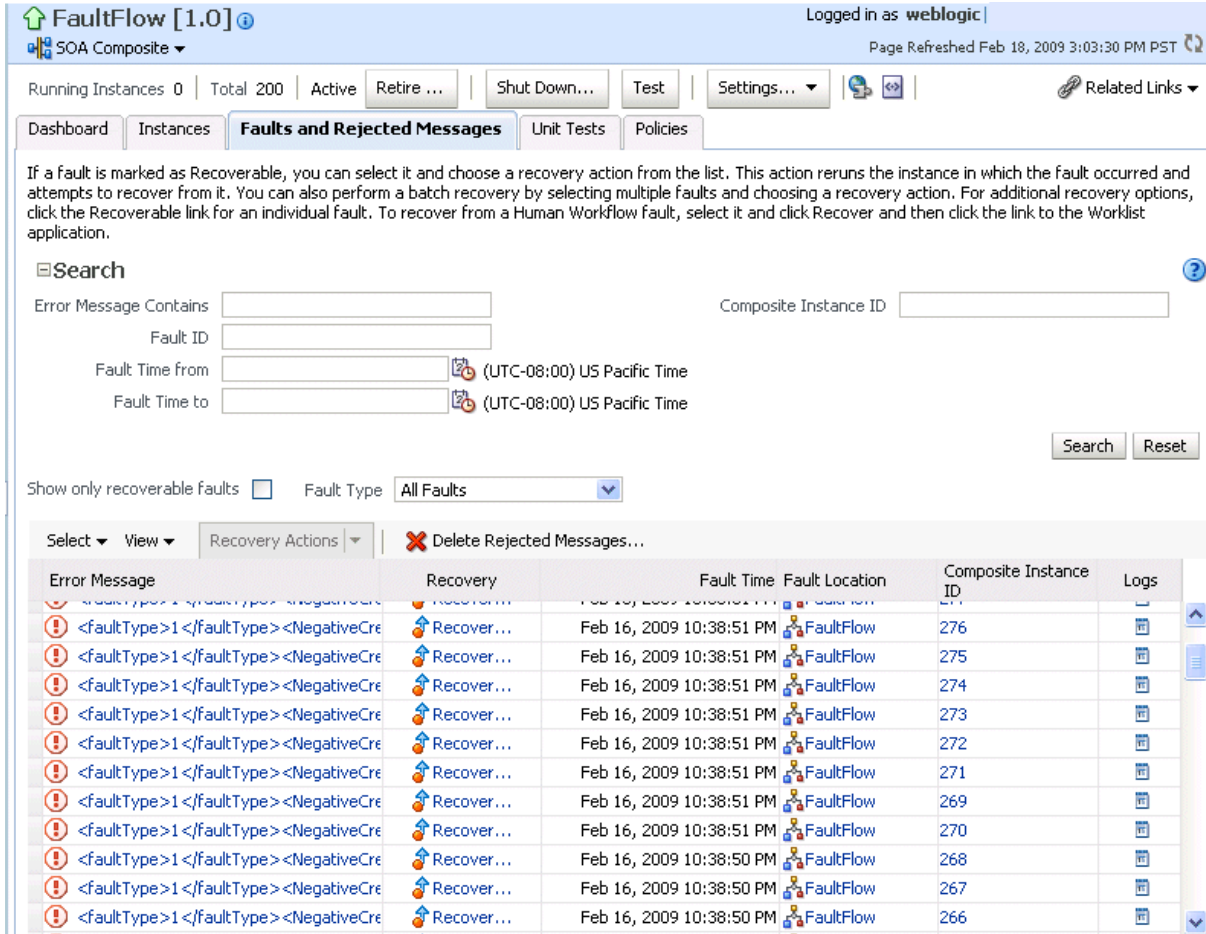 FaultFlow [1.0]
Logged in as weblogic|
SOA Composite
Page Refreshed Feb 18, 2009 3:03:30 PM PST
Running Instances 0 | Total 200 | Active Retire ... | Shut Down... Test | Settings... Related Links
Dashboard Instances Faults and Rejected Messages Unit Tests Policies
If a fault is marked as Recoverable, you can select it and choose a recovery action from the list. This action reruns the instance in which the fault occurred and
attempts to recover from it. You can also perform a batch recovery by selecting multiple faults and choosing a recovery action. For additional recovery options,
click the Recoverable link for an individual fault. To recover from a Human Workflow fault, select it and click Recover and then click the link to the Worklist
application.
Search
Error Message Contains Composite Instance ID
Fault ID
Fault Time from (UTC-08:00) US Pacific Time
Fault Time to (UTC-08:00) US Pacific Time
Search Reset
Show only recoverable faults Fault Type All Faults
Select View Recovery Actions Delete Rejected Messages...
Error Message Recovery Fault Time Fault Location Composite Instance ID Logs
<faultType>1</faultType><NegativeCre Recover... Feb 16, 2009 10:38:51 PM FaultFlow 276
<faultType>1</faultType><NegativeCre Recover... Feb 16, 2009 10:38:51 PM FaultFlow 275
<faultType>1</faultType><NegativeCre Recover... Feb 16, 2009 10:38:51 PM FaultFlow 274
<faultType>1</faultType><NegativeCre Recover... Feb 16, 2009 10:38:51 PM FaultFlow 273
<faultType>1</faultType><NegativeCre Recover... Feb 16, 2009 10:38:51 PM FaultFlow 272
<faultType>1</faultType><NegativeCre Recover... Feb 16, 2009 10:38:51 PM FaultFlow 271
<faultType>1</faultType><NegativeCre Recover... Feb 16, 2009 10:38:51 PM FaultFlow 269
<faultType>1</faultType><NegativeCre Recover... Feb 16, 2009 10:38:51 PM FaultFlow 270
<faultType>1</faultType><NegativeCre Recover... Feb 16, 2009 10:38:50 PM FaultFlow 268
<faultType>1</faultType><NegativeCre Recover... Feb 16, 2009 10:38:50 PM FaultFlow 267
<faultType>1</faultType><NegativeCre Recover... Feb 16, 2009 10:38:50 PM FaultFlow 266